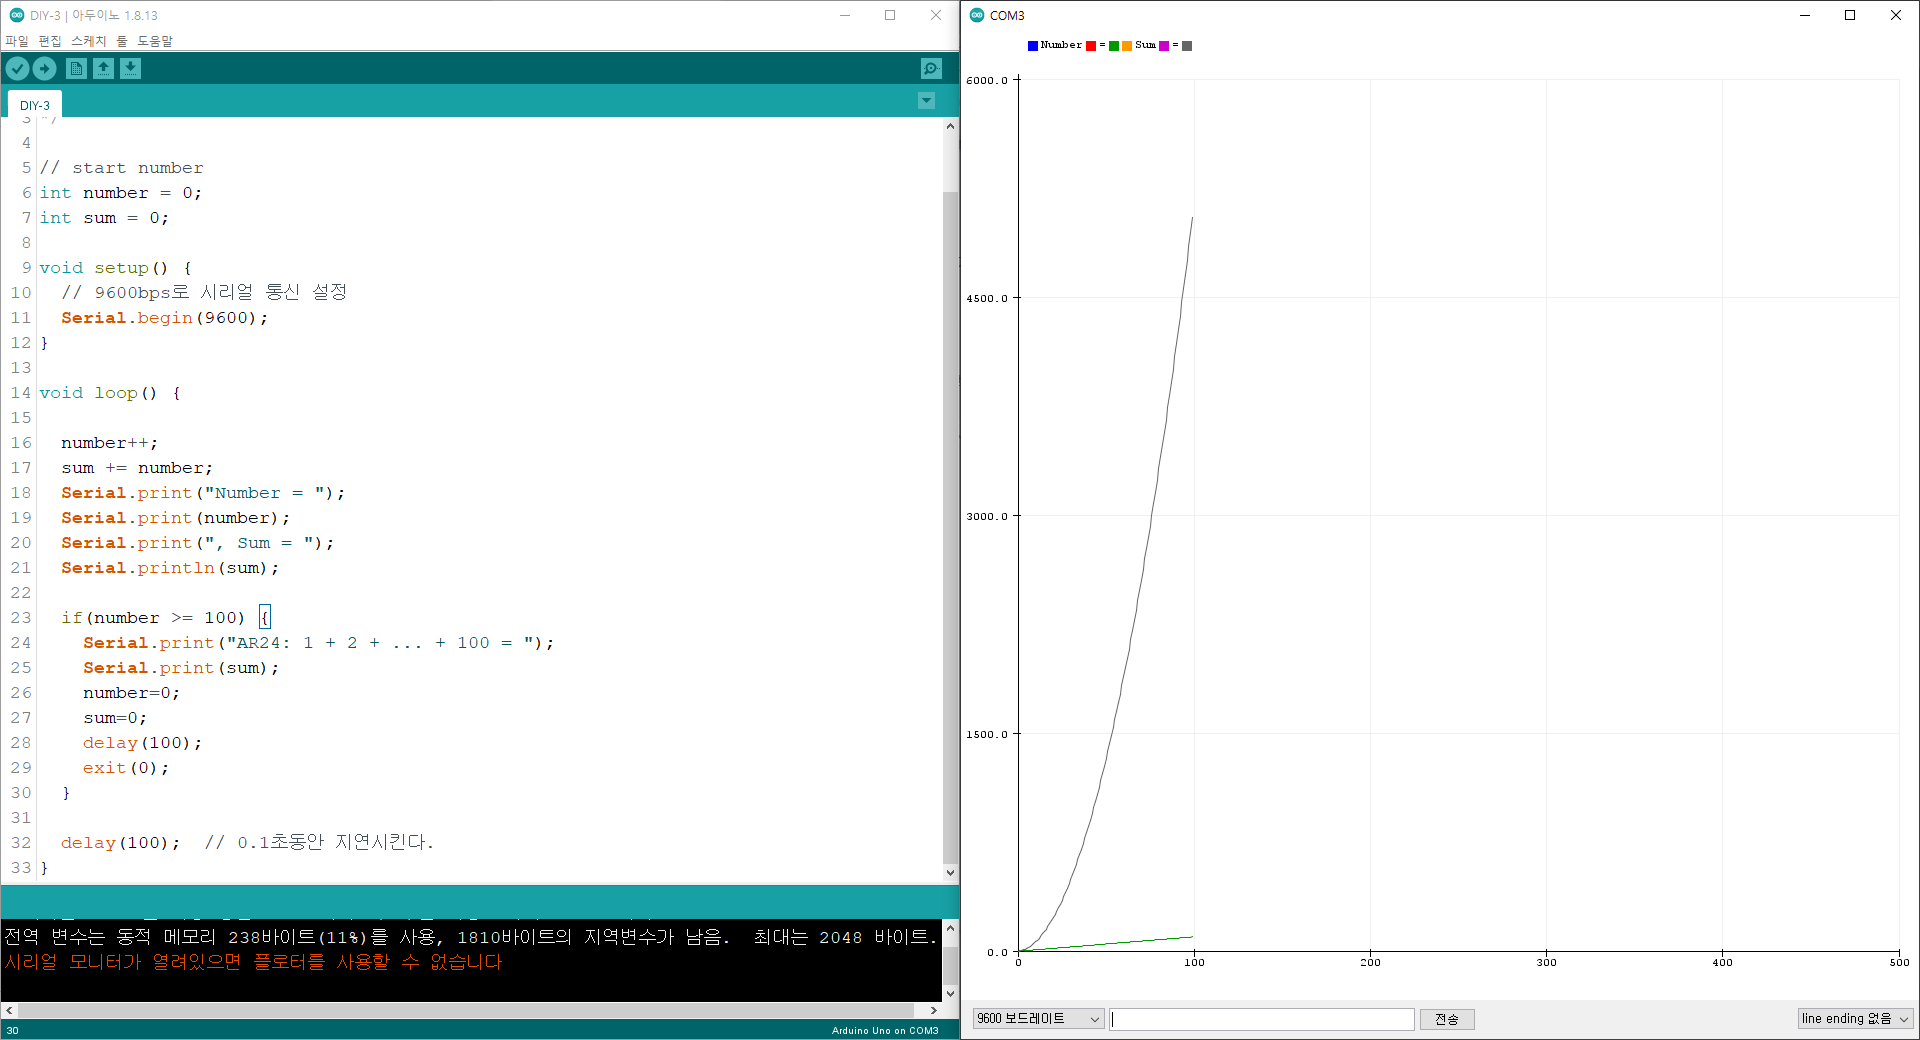 DIY-3 | 아두이노 1.8.13
파일 편집 스케치 툴 도움말
DIY-3
3 */
4
5 // start number
6 int number = 0;
7 int sum = 0;
8
9 void setup() {
10 // 9600bps로 시리얼 통신 설정
11 Serial.begin(9600);
12 }
13
14 void loop() {
15
16 number++;
17 sum += number;
18 Serial.print("Number = ");
19 Serial.print(number);
20 Serial.print(", Sum = ");
21 Serial.println(sum);
22
23 if(number >= 100) {
24 Serial.print("AR24: 1 + 2 + ... + 100 = ");
25 Serial.print(sum);
26 number=0;
27 sum=0;
28 delay(100);
29 exit(0);
30 }
31
32 delay(100); // 0.1초동안 지연시킨다.
33 }
전역 변수는 동적 메모리 238바이트(11%)를 사용, 1810바이트의 지역변수가 남음. 최대는 2048 바이트.
시리얼 모니터가 열려있으면 플로터를 사용할 수 없습니다
30
Arduino Uno on COM3
COM3
Number = Sum =
6000.0
4500.0
3000.0
1500.0
0.0
0 100 200 300 400 500
9600 보드레이트
전송
line ending 없음